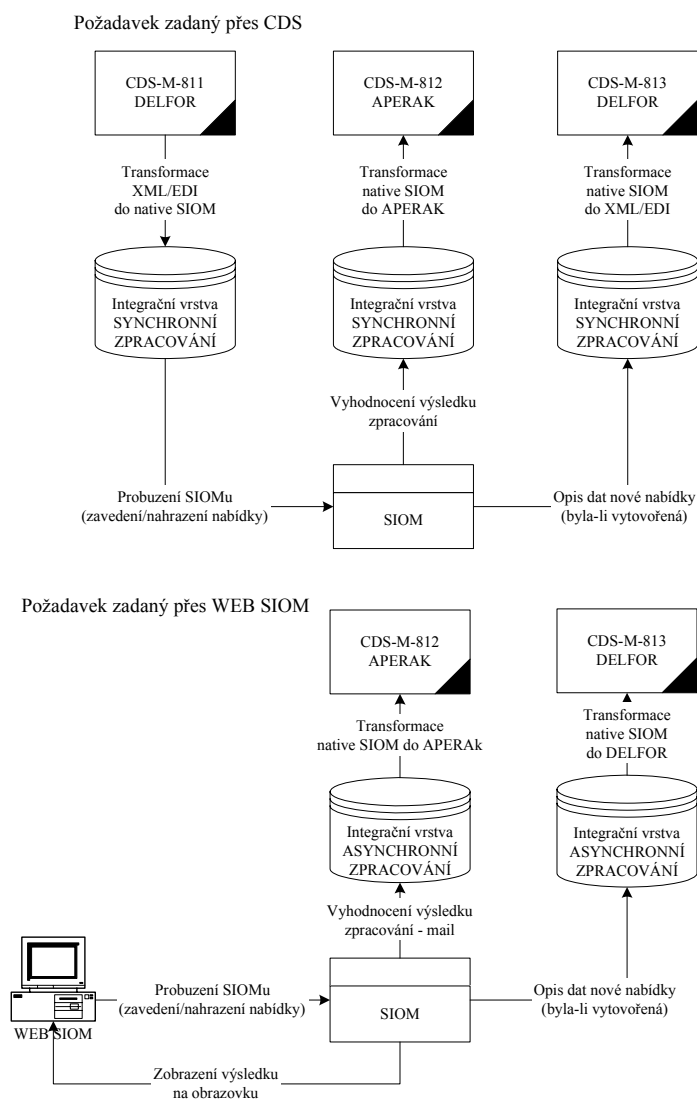 Požadavek zadaný přes CDS
CDS-M-811
DELFOR
CDS-M-812
APERAK
CDS-M-813
DELFOR
Transformace
XML/EDI
do native SIOM
Transformace
native SIOM
do APERAK
Transformace
native SIOM
do XML/EDI
Integrační vrstva
SYNCHRONNÍ
ZPRACOVÁNÍ
Integrační vrstva
SYNCHRONNÍ
ZPRACOVÁNÍ
Integrační vrstva
SYNCHRONNÍ
ZPRACOVÁNÍ
Vyhodnocení výsledku
zpracování
Probuzení SIOMu
(zavedení/nahrazení nabídky)
SIOM
Opis dat nové nabídky
(byla-li vytovořená)
Požadavek zadaný přes WEB SIOM
CDS-M-812
APERAK
CDS-M-813
DELFOR
Transformace
native SIOM do APERAk
Transformace
native SIOM
do DELFOR
Integrační vrstva
ASYNCHRONNÍ
ZPRACOVÁNÍ
Integrační vrstva
ASYNCHRONNÍ
ZPRACOVÁNÍ
Vyhodnocení výsledku
zpracování - mail
WEB SIOM
Probuzení SIOMu
(zavedení/nahrazení nabídky)
SIOM
Opis dat nové nabídky
(byla-li vytovořená)
Zobrazení výsledku
na obrazovku